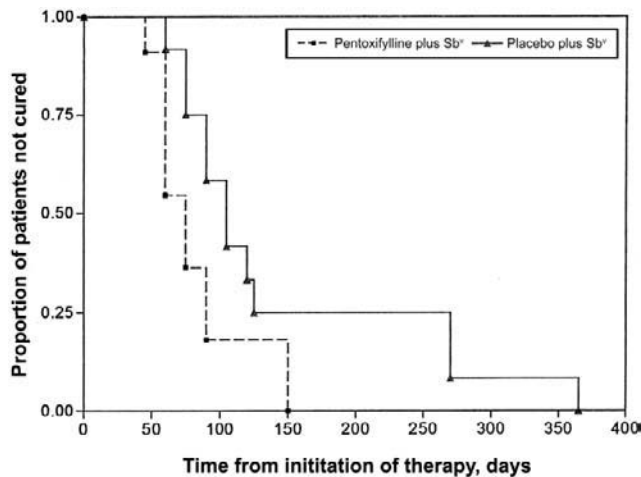 1.00
Pentoxifylline plus Sbᵛ Placebo plus Sbᵛ
0.75
0.50
0.25
0.00
0 50 100 150 200 250 300 350 400
Proportion of patients not cured
Time from inititation of therapy, days